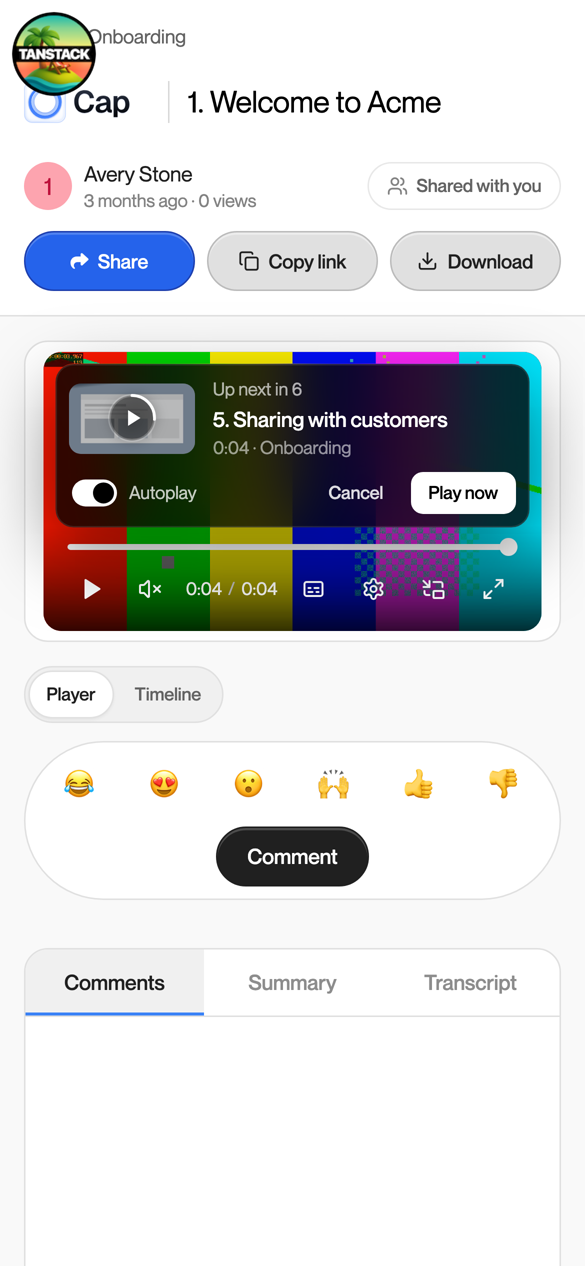 Onboarding
TANSTACK
Cap
1. Welcome to Acme
1
Avery Stone
3 months ago · 0 views
Shared with you
Share
Copy link
Download
Up next in 6
5. Sharing with customers
0:04 · Onboarding
Autoplay
Cancel
Play now
0:04 / 0:04
Player
Timeline
Comment
Comments
Summary
Transcript